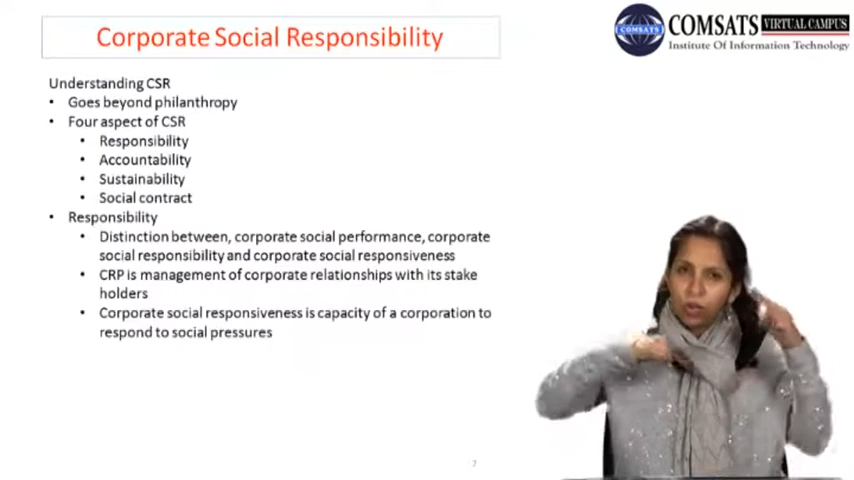 Corporate Social Responsibility
COMSATS
COMSATS VIRTUAL CAMPUS
Institute Of Information Technology
Understanding CSR
• Goes beyond philanthropy
• Four aspect of CSR
• Responsibility
• Accountability
• Sustainability
• Social contract
• Responsibility
• Distinction between, corporate social performance, corporate
social responsibility and corporate social responsiveness
• CRP is management of corporate relationships with its stake
holders
• Corporate social responsiveness is capacity of a corporation to
respond to social pressures
7